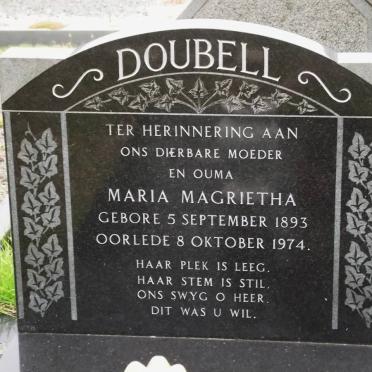 DOUBELL
TER HERINNERING AAN
ONS DIERBARE MOEDER
EN OUMA
MARIA MAGRIETHA
GEBORE 5 SEPTEMBER 1893
OORLEDE 8 OKTOBER 1974.
HAAR PLEK IS LEEG.
HAAR STEM IS STIL.
ONS SWYG O HEER.
DIT WAS U WIL.